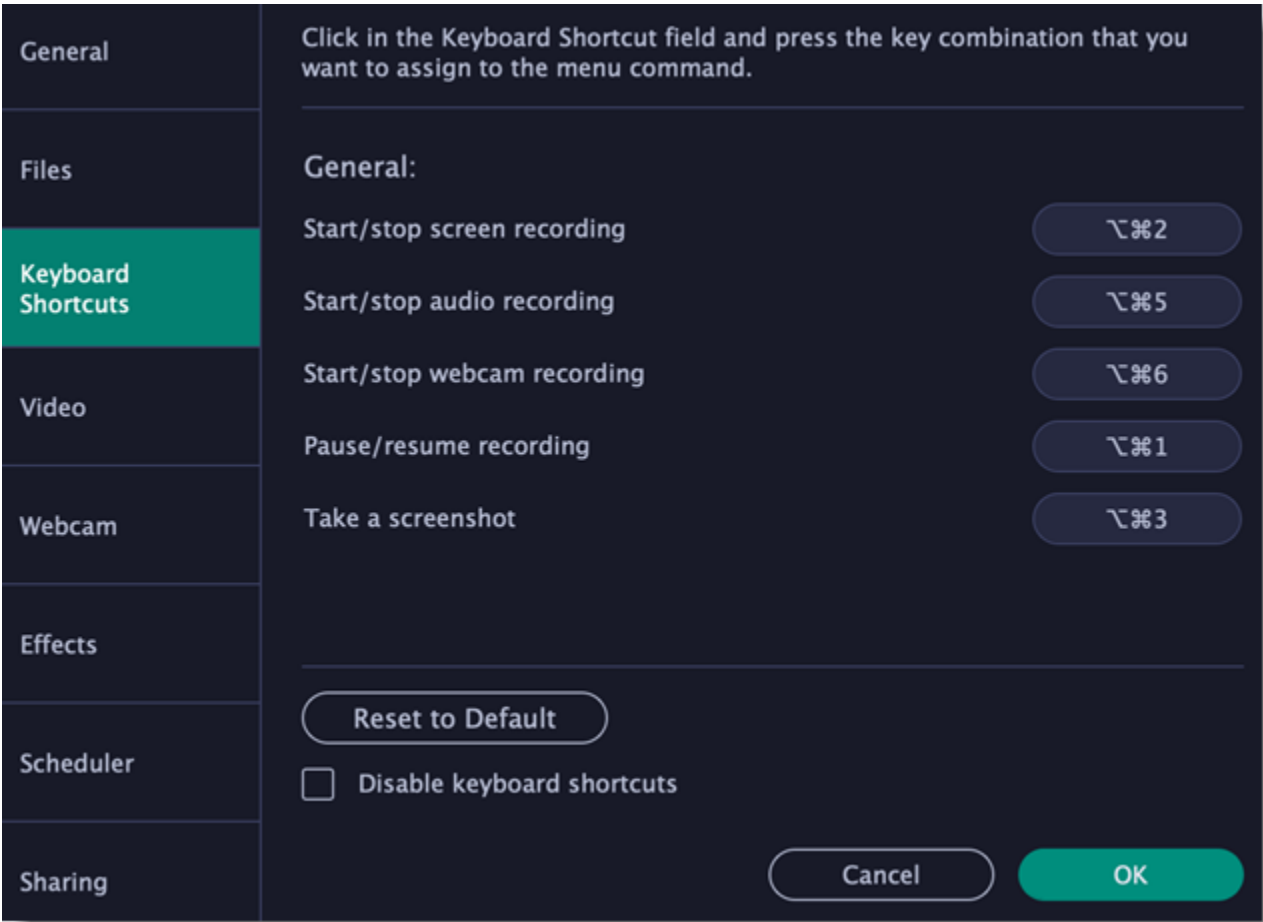 General
Files
Keyboard
Shortcuts
Video
Webcam
Effects
Scheduler
Sharing
Click in the Keyboard Shortcut field and press the key combination that you
want to assign to the menu command.
General:
Start/stop screen recording ⌥⌘2
Start/stop audio recording ⌥⌘5
Start/stop webcam recording ⌥⌘6
Pause/resume recording ⌥⌘1
Take a screenshot ⌥⌘3
Reset to Default
Disable keyboard shortcuts
Cancel OK